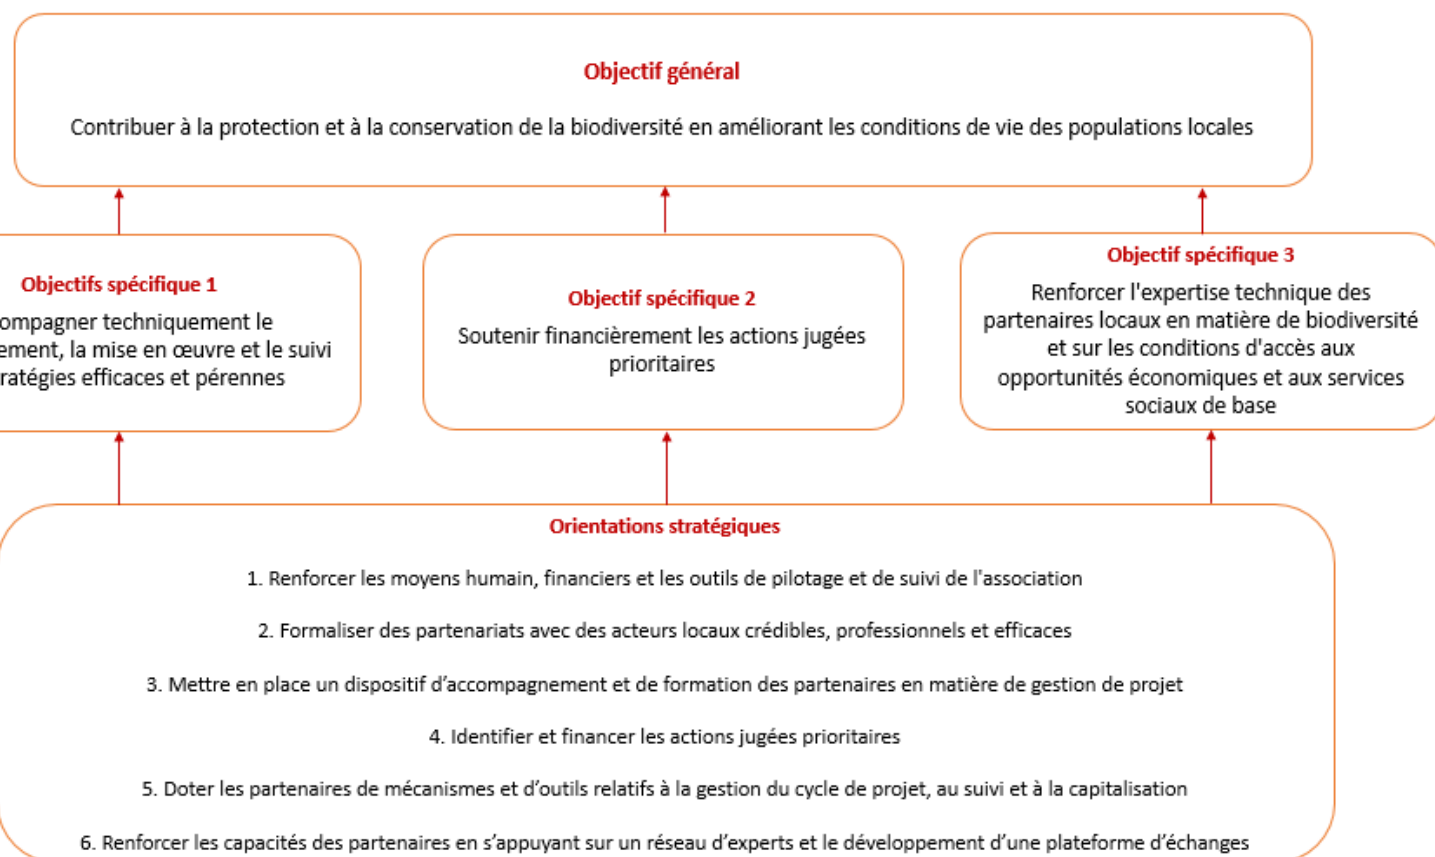 Objectif général
Contribuer à la protection et à la conservation de la biodiversité en améliorant les conditions de vie des populations locales
Objectifs spécifique 1
techniquement le
la mise en œuvre et le suivi
efficaces et pérennes
Objectif spécifique 2
Soutenir financièrement les actions jugées
prioritaires
Objectif spécifique 3
Renforcer l'expertise technique des
partenaires locaux en matière de biodiversité
et sur les conditions d'accès aux
opportunités économiques et aux services
sociaux de base
Orientations stratégiques
1. Renforcer les moyens humain, financiers et les outils de pilotage et de suivi de l'association
2. Formaliser des partenariats avec des acteurs locaux crédibles, professionnels et efficaces
3. Mettre en place un dispositif d’accompagnement et de formation des partenaires en matière de gestion de projet
4. Identifier et financer les actions jugées prioritaires
5. Doter les partenaires de mécanismes et d’outils relatifs à la gestion du cycle de projet, au suivi et à la capitalisation
6. Renforcer les capacités des partenaires en s’appuyant sur un réseau d’experts et le développement d’une plateforme d’échanges